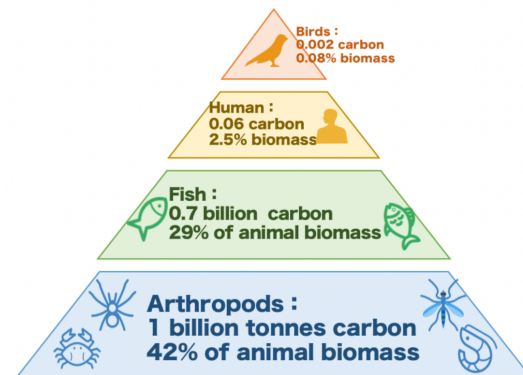 Birds :
0.002 carbon
0.08% biomass
Human :
0.06 carbon
2.5% biomass
Fish :
0.7 billion carbon
29% of animal biomass
Arthropods :
1 billion tonnes carbon
42% of animal biomass